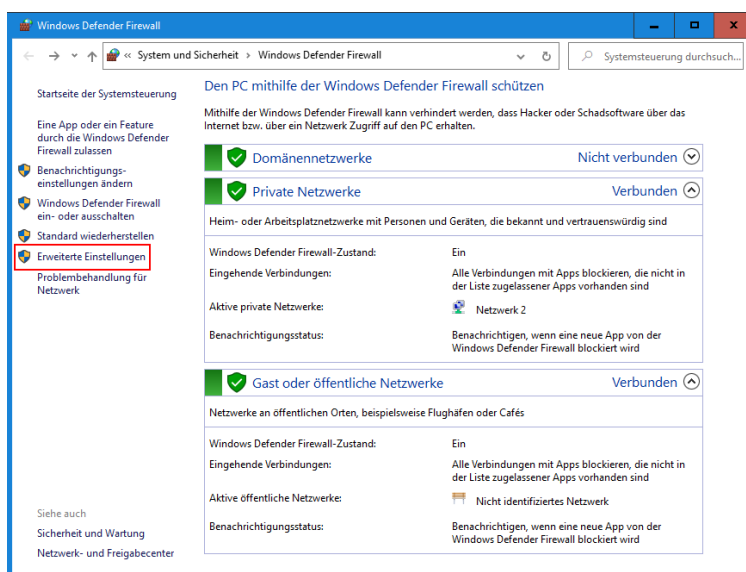 Windows Defender Firewall
« System und Sicherheit › Windows Defender Firewall
Systemsteuerung durchsuch...
Startseite der Systemsteuerung
Eine App oder ein Feature
durch die Windows Defender
Firewall zulassen
Benachrichtigungs-
einstellungen ändern
Windows Defender Firewall
ein- oder ausschalten
Standard wiederherstellen
Erweiterte Einstellungen
Problembehandlung für
Netzwerk
Siehe auch
Sicherheit und Wartung
Netzwerk- und Freigabecenter
Den PC mithilfe der Windows Defender Firewall schützen
Mithilfe der Windows Defender Firewall kann verhindert werden, dass Hacker oder Schadsoftware über das
Internet bzw. über ein Netzwerk Zugriff auf den PC erhalten.
Domänennetzwerke Nicht verbunden
Private Netzwerke Verbunden
Heim- oder Arbeitsplatznetzwerke mit Personen und Geräten, die bekannt und vertrauenswürdig sind
Windows Defender Firewall-Zustand: Ein
Eingehende Verbindungen: Alle Verbindungen mit Apps blockieren, die nicht in
der Liste zugelassener Apps vorhanden sind
Aktive private Netzwerke: Netzwerk 2
Benachrichtigungsstatus: Benachrichtigen, wenn eine neue App von der
Windows Defender Firewall blockiert wird
Gast oder öffentliche Netzwerke Verbunden
Netzwerke an öffentlichen Orten, beispielsweise Flughäfen oder Cafés
Windows Defender Firewall-Zustand: Ein
Eingehende Verbindungen: Alle Verbindungen mit Apps blockieren, die nicht in
der Liste zugelassener Apps vorhanden sind
Aktive öffentliche Netzwerke: Nicht identifiziertes Netzwerk
Benachrichtigungsstatus: Benachrichtigen, wenn eine neue App von der
Windows Defender Firewall blockiert wird